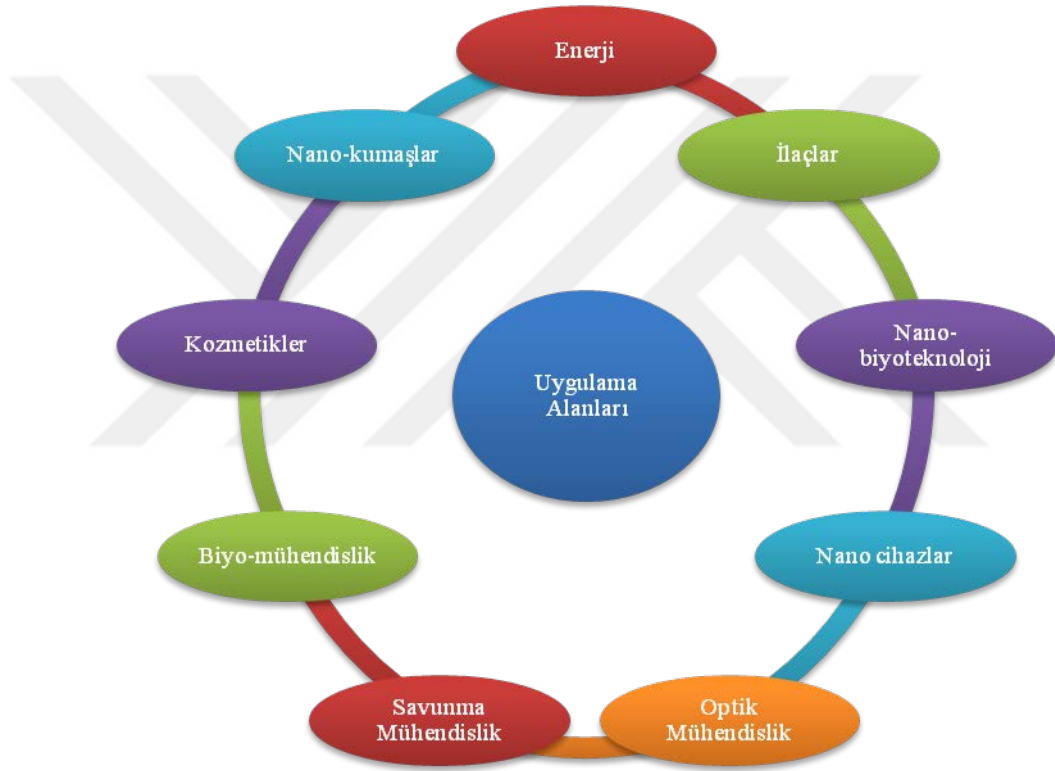 Enerji
İlaçlar
Nano-
biyoteknoloji
Nano cihazlar
Optik
Mühendislik
Savunma
Mühendislik
Biyo-mühendislik
Kozmetikler
Nano-kumaşlar
Uygulama
Alanları